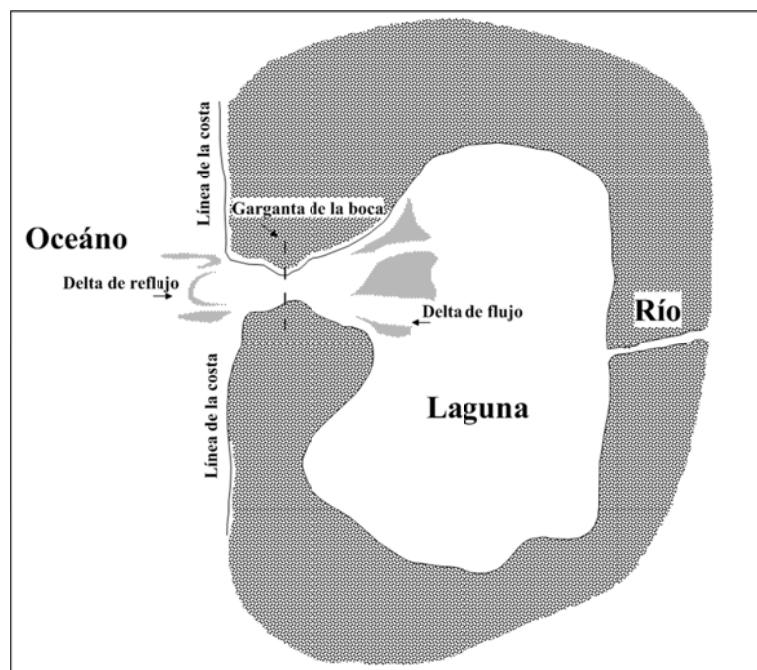 Línea de la costa
Garganta de la boca
Oceáno
Delta de reflujo
Delta de flujo
Río
Laguna
Línea de la costa